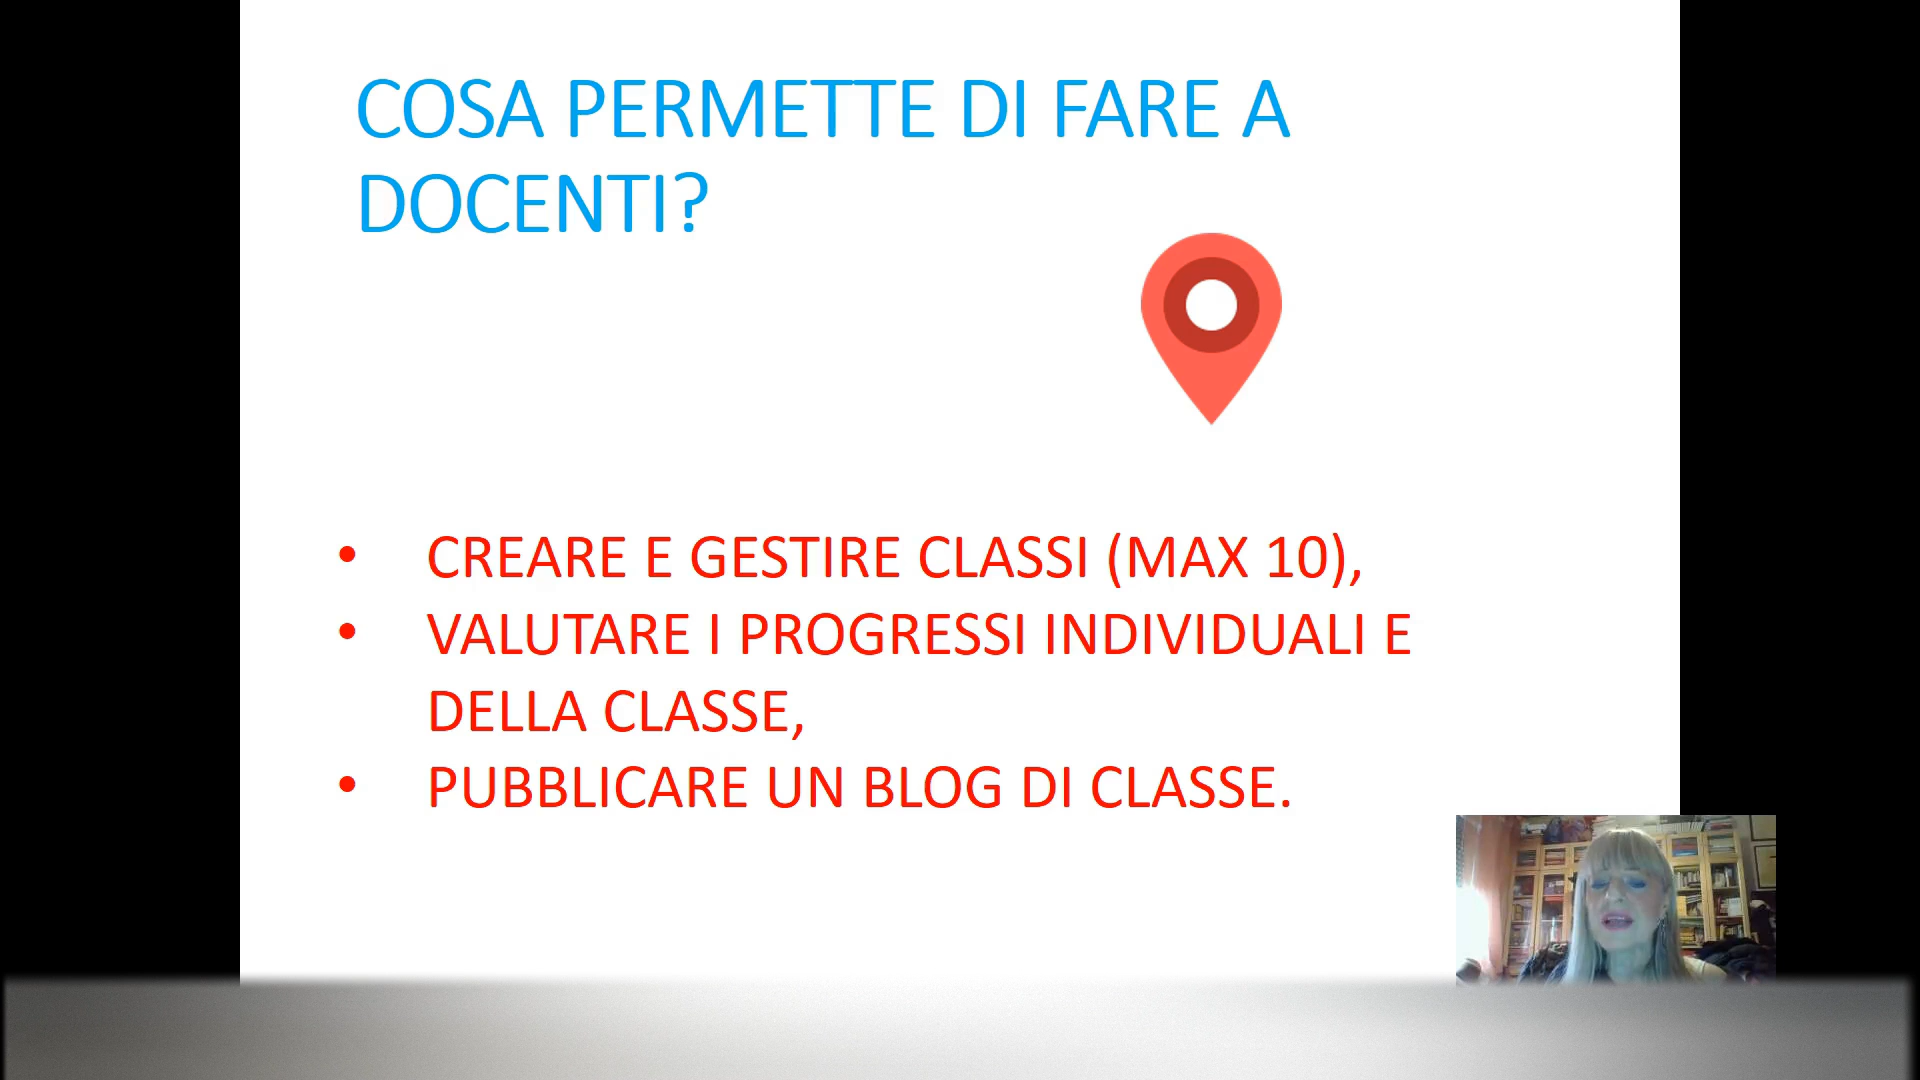 COSA PERMETTE DI FARE A
DOCENTI?
• CREARE E GESTIRE CLASSI (MAX 10),
• VALUTARE I PROGRESSI INDIVIDUALI E
DELLA CLASSE,
• PUBBLICARE UN BLOG DI CLASSE.